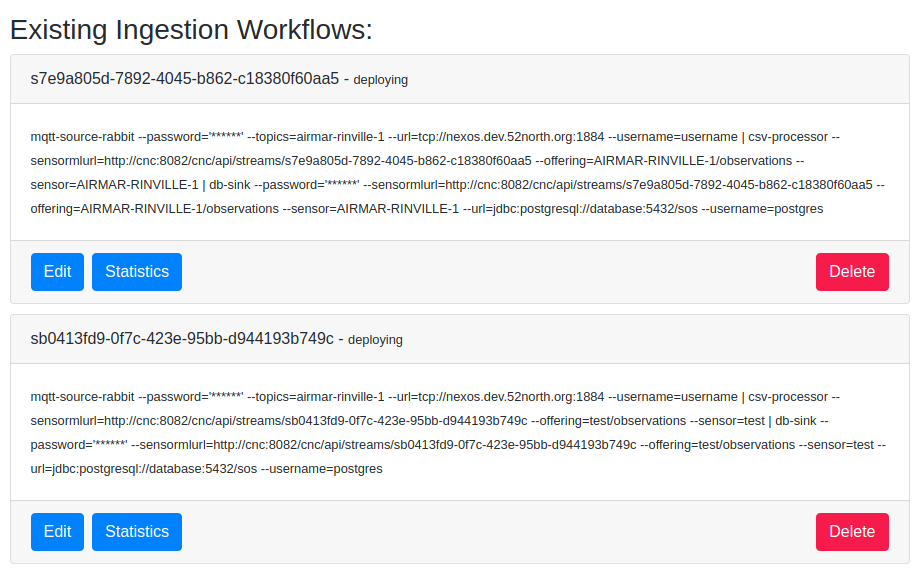 Existing Ingestion Workflows:
s7e9a805d-7892-4045-b862-c18380f60aa5 - deploying
mqtt-source-rabbit --password='******' --topics=airmar-rinville-1 --url=tcp://nexos.dev.52north.org:1884 --username=username | csv-processor --
sensormlurl=http://cnc:8082/cnc/api/streams/s7e9a805d-7892-4045-b862-c18380f60aa5 --offering=AIRMAR-RINVILLE-1/observations --
sensor=AIRMAR-RINVILLE-1 | db-sink --password='******' --sensormlurl=http://cnc:8082/cnc/api/streams/s7e9a805d-7892-4045-b862-c18380f60aa5 --
offering=AIRMAR-RINVILLE-1/observations --sensor=AIRMAR-RINVILLE-1 --url=jdbc:postgresql://database:5432/sos --username=postgres
Edit Statistics Delete
sb0413fd9-0f7c-423e-95bb-d944193b749c - deploying
mqtt-source-rabbit --password='******' --topics=airmar-rinville-1 --url=tcp://nexos.dev.52north.org:1884 --username=username | csv-processor --
sensormlurl=http://cnc:8082/cnc/api/streams/sb0413fd9-0f7c-423e-95bb-d944193b749c --offering=test/observations --sensor=test | db-sink --
password='******' --sensormlurl=http://cnc:8082/cnc/api/streams/sb0413fd9-0f7c-423e-95bb-d944193b749c --offering=test/observations --sensor=test --
url=jdbc:postgresql://database:5432/sos --username=postgres
Edit Statistics Delete